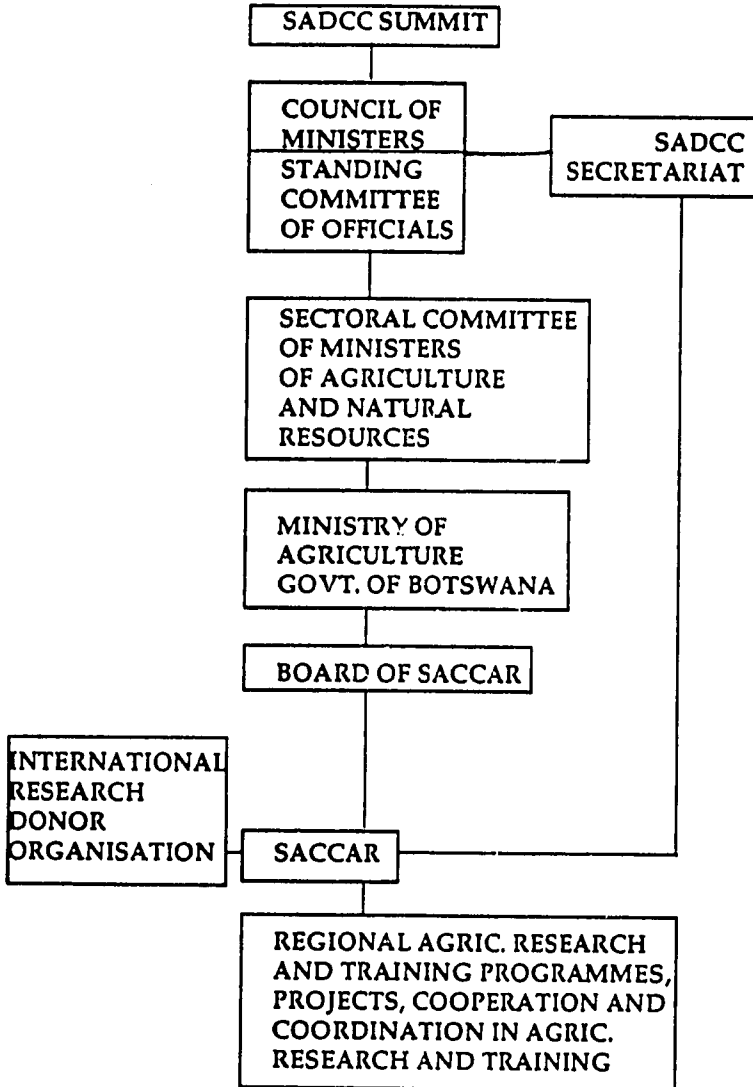 SADCC SUMMIT
COUNCIL OF
MINISTERS
STANDING
COMMITTEE
OF OFFICIALS
SADCC
SECRETARIAT
SECTORAL COMMITTEE
OF MINISTERS
OF AGRICULTURE
AND NATURAL
RESOURCES
MINISTRY OF
AGRICULTURE
GOVT. OF BOTSWANA
BOARD OF SACCAR
INTERNATIONAL
RESEARCH
DONOR
ORGANISATION
SACCAR
REGIONAL AGRIC. RESEARCH
AND TRAINING PROGRAMMES,
PROJECTS, COOPERATION AND
COORDINATION IN AGRIC.
RESEARCH AND TRAINING